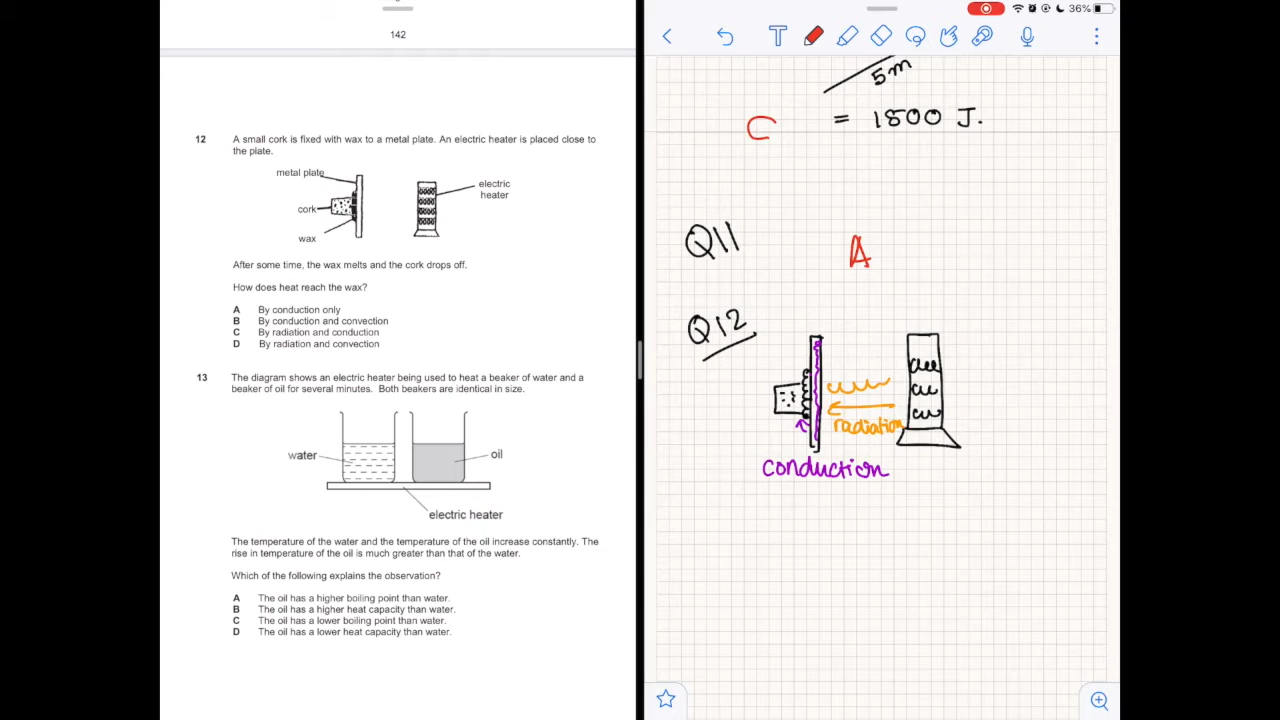 142
12 A small cork is fixed with wax to a metal plate. An electric heater is placed close to
the plate.
metal plate
electric
heater
cork
wax
After some time, the wax melts and the cork drops off.
How does heat reach the wax?
A By conduction only
B By conduction and convection
C By radiation and conduction
D By radiation and convection
13 The diagram shows an electric heater being used to heat a beaker of water and a
beaker of oil for several minutes. Both beakers are identical in size.
water
oil
electric heater
The temperature of the water and the temperature of the oil increase constantly. The
rise in temperature of the oil is much greater than that of the water.
Which of the following explains the observation?
A The oil has a higher boiling point than water.
B The oil has a higher heat capacity than water.
C The oil has a lower boiling point than water.
D The oil has a lower heat capacity than water.
36%
T
5m
C = 1800 J.
Q11 A
Q12
radiation
conduction